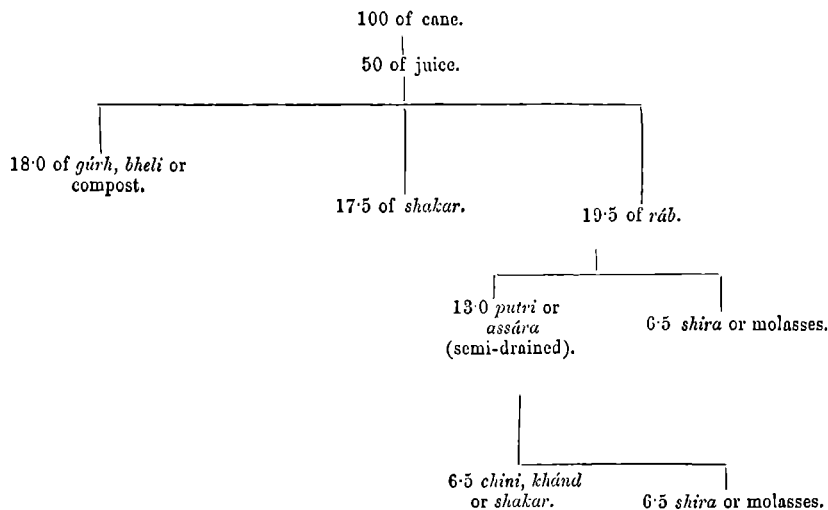 100 of cane.
50 of juice.
18·0 of gúrh, bheli or
compost.
17·5 of shakar.
19·5 of ráb.
13·0 putri or
assára
(semi-drained).
6·5 shira or molasses.
6·5 chini, khánd
or shakar.
6·5 shira or molasses.